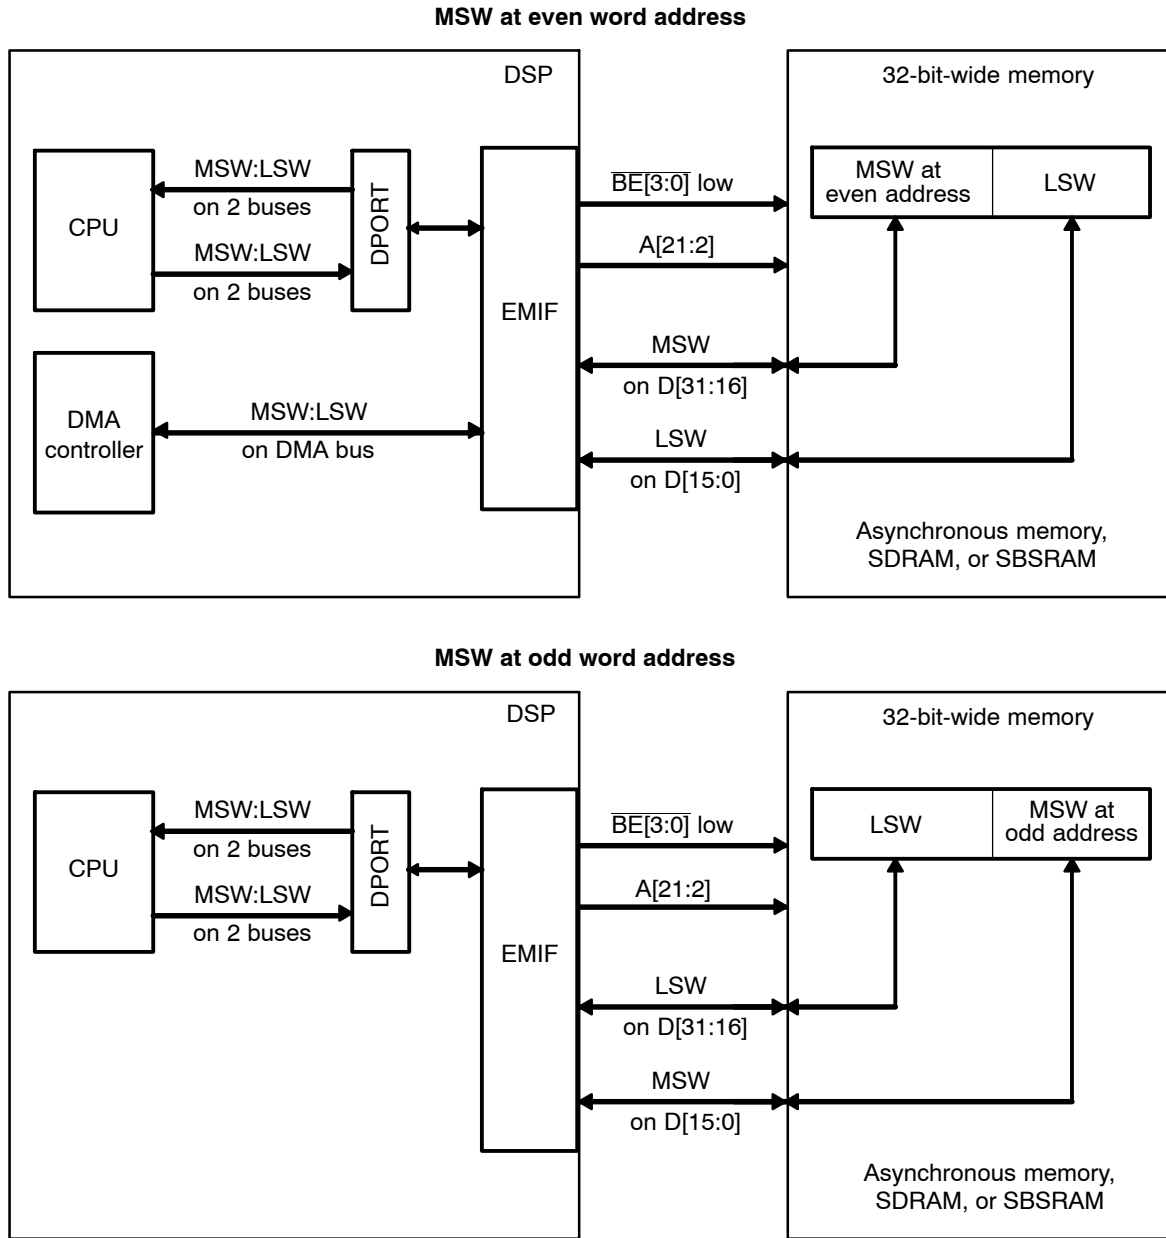 MSW at even word address
DSP
32-bit-wide memory
MSW:LSW
on 2 buses
MSW:LSW
on 2 buses
CPU
DPORT
EMIF
BE[3:0] low
A[21:2]
MSW
on D[31:16]
LSW
on D[15:0]
MSW at
even address
LSW
DMA
controller
MSW:LSW
on DMA bus
Asynchronous memory,
SDRAM, or SBSRAM
MSW at odd word address
DSP
32-bit-wide memory
MSW:LSW
on 2 buses
MSW:LSW
on 2 buses
CPU
DPORT
EMIF
BE[3:0] low
A[21:2]
LSW
on D[31:16]
MSW
on D[15:0]
LSW
MSW at
odd address
Asynchronous memory,
SDRAM, or SBSRAM